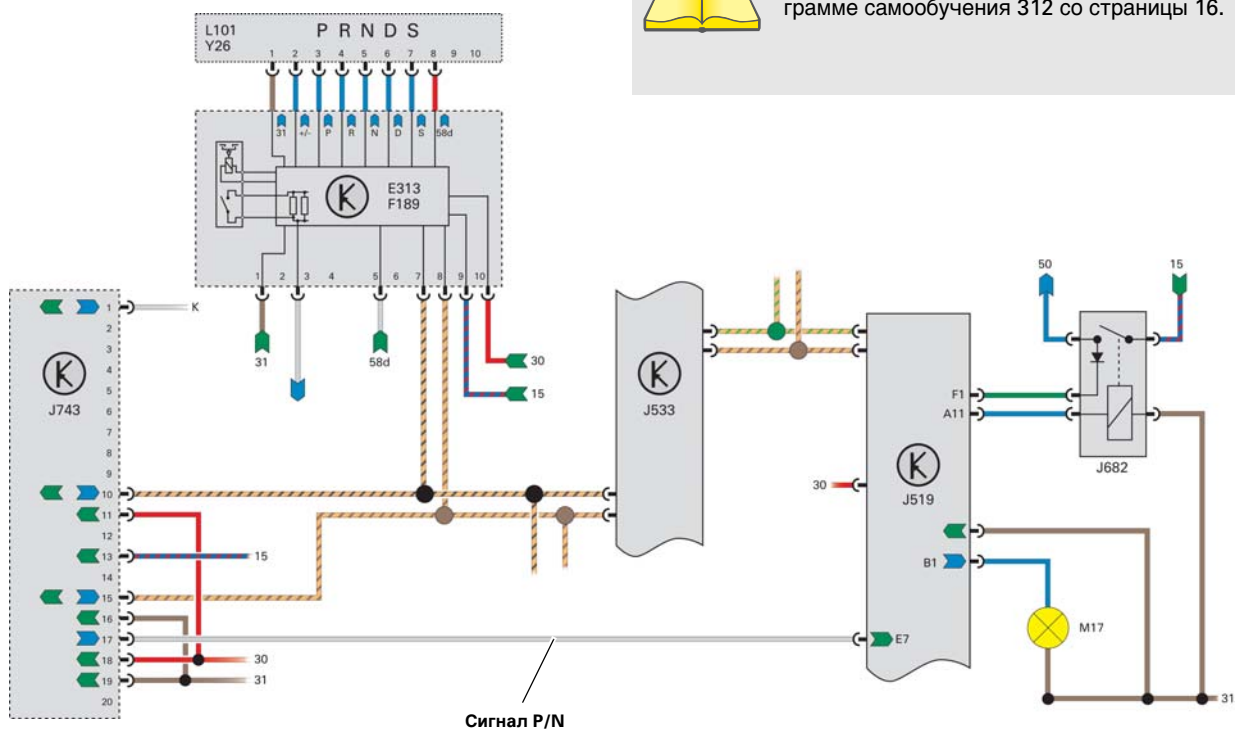 грамме самообучения 312 со страницы 16.
L101
Y26
P R N D S
1 2 3 4 5 6 7 8 9 10
31 +/- P R N D S 58d
E313
F189
1 2 3 4 5 6 7 8 9 10
31
58d
30
15
1
2
3
4
5
6
7
8
9
10
11
12
13
14
15
16
17
18
19
20
J743
K
15
30
31
J533
30
J519
F1
A11
B1
E7
50
15
J682
M17
31
Сигнал P/N